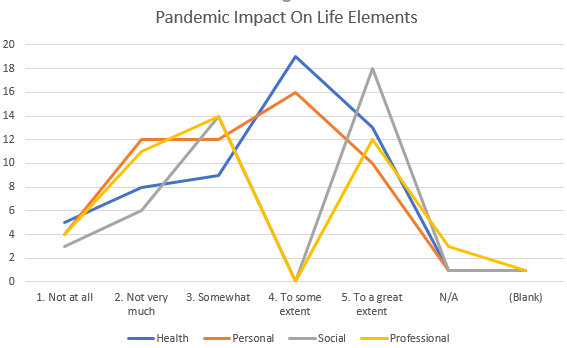 Pandemic Impact On Life Elements
20
18
16
14
12
10
8
6
4
2
0
1. Not at all
2. Not very
much
3. Somewhat
4. To some
extent
5. To a great
extent
N/A
(Blank)
Health
Personal
Social
Professional